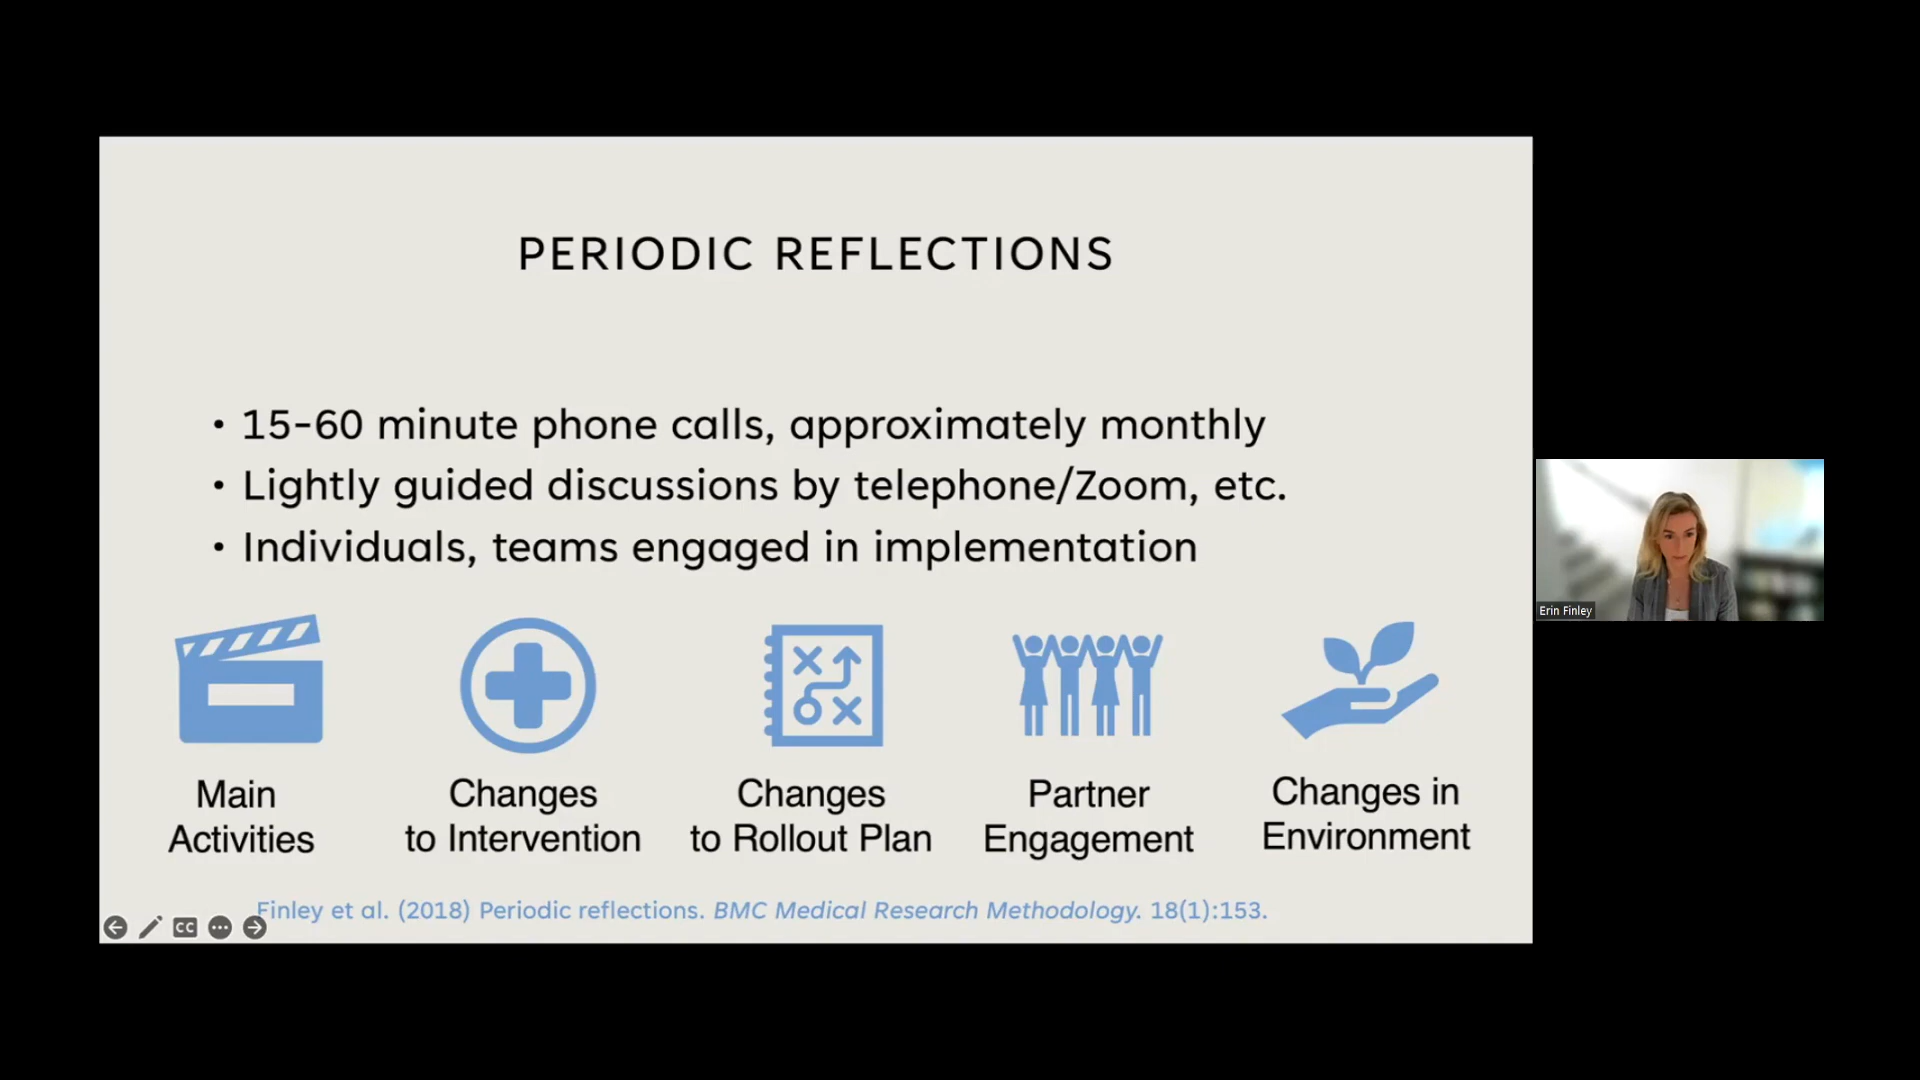 PERIODIC REFLECTIONS
• 15-60 minute phone calls, approximately monthly
• Lightly guided discussions by telephone/Zoom, etc.
• Individuals, teams engaged in implementation
Main
Activities
Changes
to Intervention
Changes
to Rollout Plan
Partner
Engagement
Changes in
Environment
Finley et al. (2018) Periodic reflections. BMC Medical Research Methodology. 18(1):153.
CC
Erin Finley